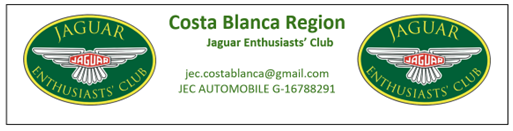 JAGUAR
JAGUAR
ENTHUSIASTS' CLUB
Costa Blanca Region
Jaguar Enthusiasts' Club
jec.costablanca@gmail.com
JEC AUTOMOBILE G-16788291
JAGUAR
JAGUAR
ENTHUSIASTS' CLUB